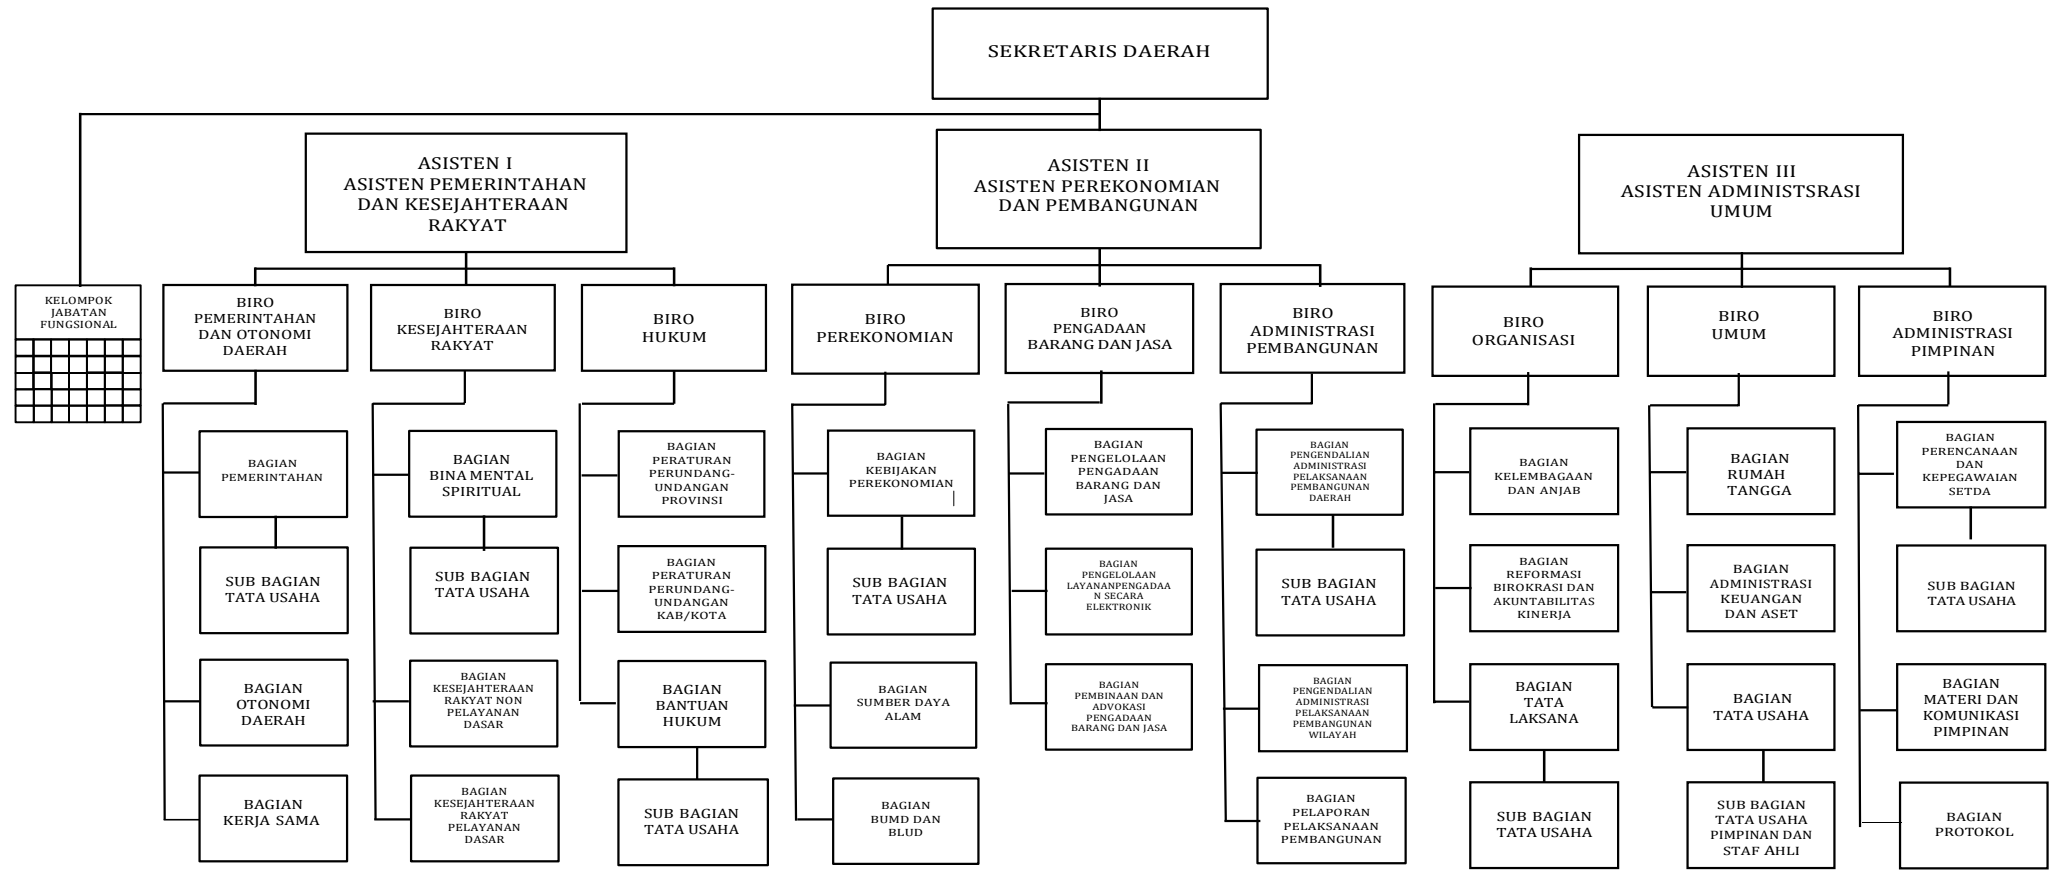 SEKRETARIS DAERAH
ASISTEN I
ASISTEN PEMERINTAHAN
DAN KESEJAHTERAAN
RAKYAT
ASISTEN II
ASISTEN PEREKONOMIAN
DAN PEMBANGUNAN
ASISTEN III
ASISTEN ADMINISTSRASI
UMUM
KELOMPOK
JABATAN
FUNGSIONAL
BIRO
PEMERINTAHAN
DAN OTONOMI
DAERAH
BIRO
KESEJAHTERAAN
RAKYAT
BIRO
HUKUM
BIRO
PEREKONOMIAN
BIRO
PENGADAAN
BARANG DAN JASA
BIRO
ADMINISTRASI
PEMBANGUNAN
BIRO
ORGANISASI
BIRO
UMUM
BIRO
ADMINISTRASI
PIMPINAN
BAGIAN
PEMERINTAHAN
BAGIAN
BINA MENTAL
SPIRITUAL
BAGIAN
PERATURAN
PERUNDANG-
UNDANGAN
PROVINSI
BAGIAN
KEBIJAKAN
PEREKONOMIAN
BAGIAN
PENGELOLAAN
PENGADAAN
BARANG DAN
JASA
BAGIAN
PENGENDALIAN
ADMINISTRASI
PELAKSANAAN
PEMBANGUNAN
DAERAH
BAGIAN
KELEMBAGAAN
DAN ANJAB
BAGIAN
RUMAH
TANGGA
BAGIAN
PERENCANAAN
DAN
KEPEGAWAIAN
SETDA
SUB BAGIAN
TATA USAHA
SUB BAGIAN
TATA USAHA
BAGIAN
PERATURAN
PERUNDANG-
UNDANGAN
KAB/KOTA
SUB BAGIAN
TATA USAHA
BAGIAN
PENGELOLAAN
LAYANANPENGADAA
N SECARA
ELEKTRONIK
SUB BAGIAN
TATA USAHA
BAGIAN
REFORMASI
BIROKRASI DAN
AKUNTABILITAS
KINERJA
BAGIAN
ADMINISTRASI
KEUANGAN
DAN ASET
SUB BAGIAN
TATA USAHA
BAGIAN
OTONOMI
DAERAH
BAGIAN
KESEJAHTERAAN
RAKYAT NON
PELAYANAN
DASAR
BAGIAN
BANTUAN
HUKUM
BAGIAN
SUMBER DAYA
ALAM
BAGIAN
PEMBINAAN DAN
ADVOKASI
PENGADAAN
BARANG DAN JASA
BAGIAN
PENGENDALIAN
ADMINISTRASI
PELAKSANAAN
PEMBANGUNAN
WILAYAH
BAGIAN
TATA
LAKSANA
BAGIAN
TATA USAHA
BAGIAN
MATERI DAN
KOMUNIKASI
PIMPINAN
BAGIAN
KERJA SAMA
BAGIAN
KESEJAHTERAAN
RAKYAT
PELAYANAN
DASAR
SUB BAGIAN
TATA USAHA
BAGIAN
BUMD DAN
BLUD
BAGIAN
PELAPORAN
PELAKSANAAN
PEMBANGUNAN
SUB BAGIAN
TATA USAHA
SUB BAGIAN
TATA USAHA
PIMPINAN DAN
STAF AHLI
BAGIAN
PROTOKOL